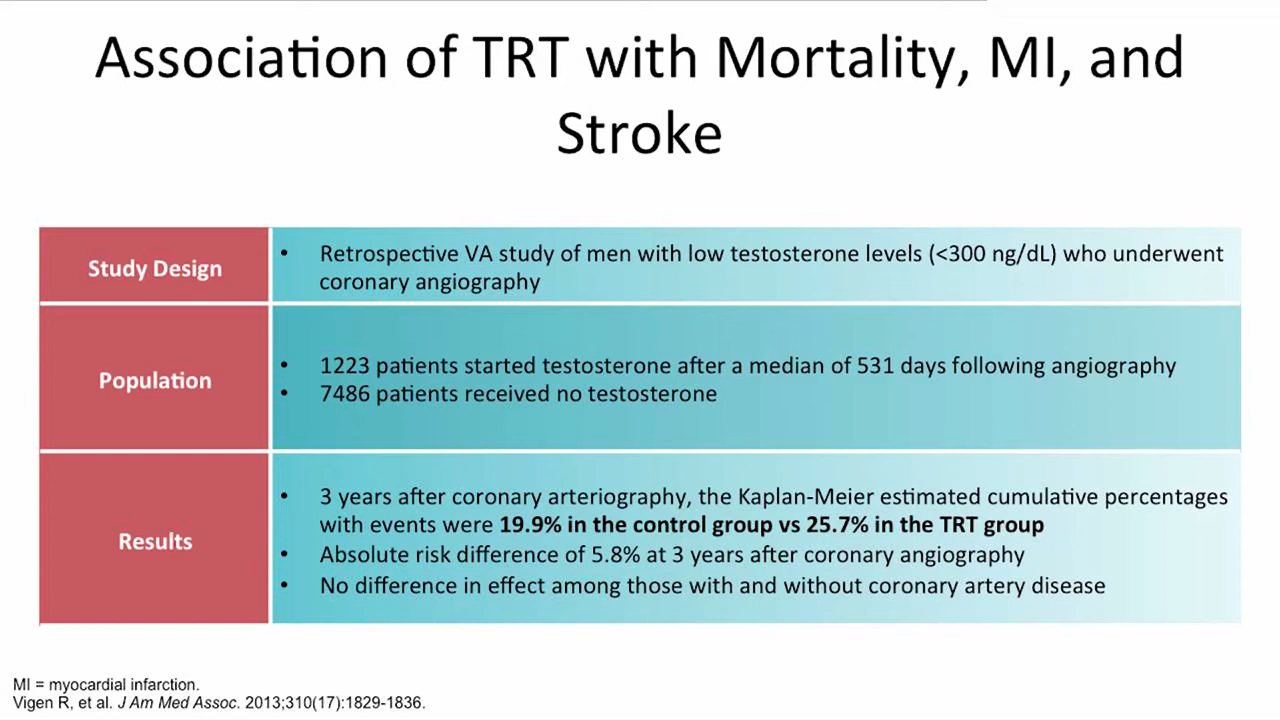 Association of TRT with Mortality, MI, and
Stroke
Study Design
• Retrospective VA study of men with low testosterone levels (<300 ng/dL) who underwent
coronary angiography
Population
• 1223 patients started testosterone after a median of 531 days following angiography
• 7486 patients received no testosterone
Results
• 3 years after coronary arteriography, the Kaplan-Meier estimated cumulative percentages
with events were 19.9% in the control group vs 25.7% in the TRT group
• Absolute risk difference of 5.8% at 3 years after coronary angiography
• No difference in effect among those with and without coronary artery disease
MI = myocardial infarction.
Vigen R, et al. J Am Med Assoc. 2013;310(17):1829-1836.